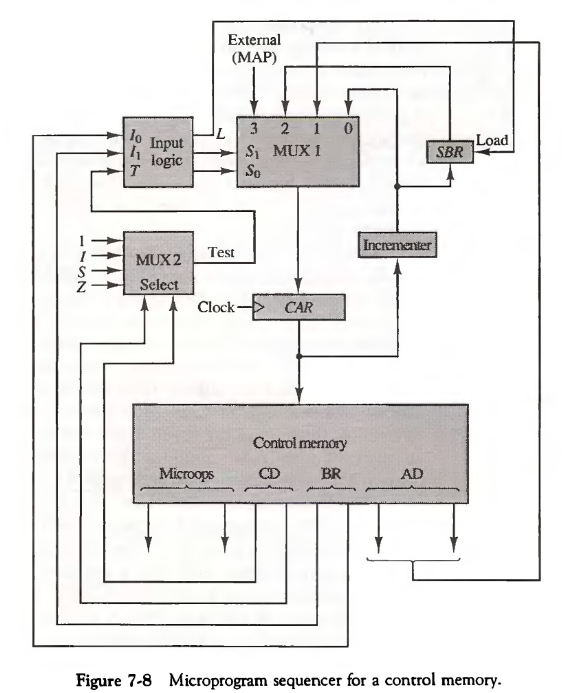 External
(MAP)
I0 Input
I1 logic
T
L
3 2 1 0
S1 MUX 1
S0
SBR
Load
1
I
S
Z
MUX 2
Select
Test
Incrementer
Clock
CAR
Control memory
Microops CD BR AD
Figure 7-8 Microprogram sequencer for a control memory.